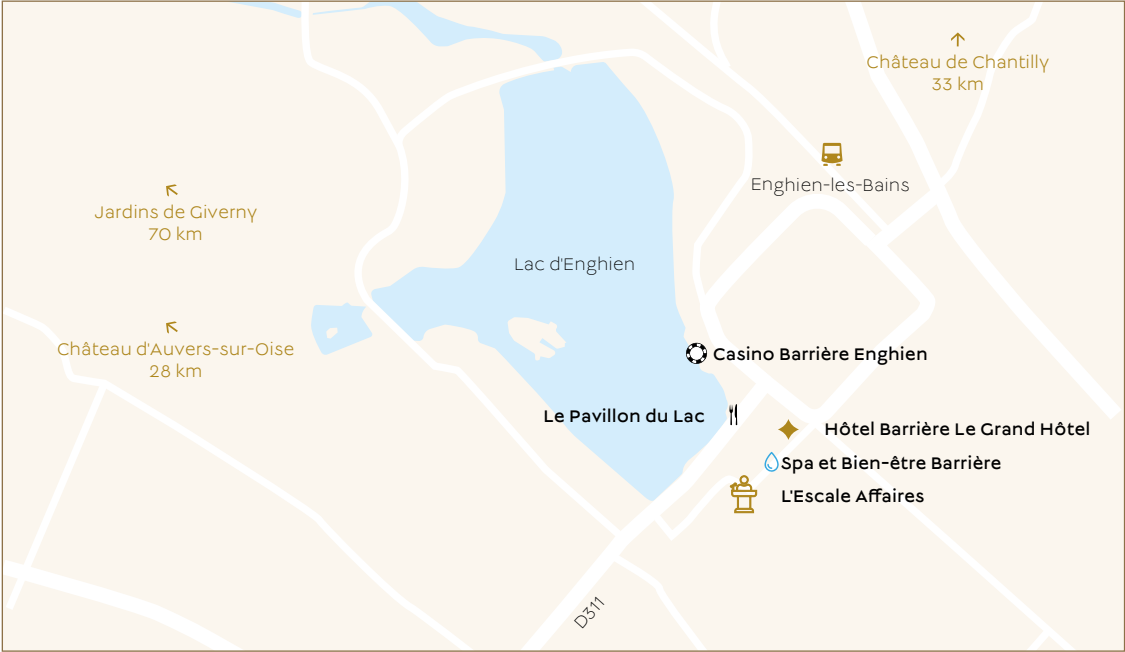 Château de Chantilly
33 km
Enghien-les-Bains
Jardins de Giverny
70 km
Lac d'Enghien
Château d'Auvers-sur-Oise
28 km
Casino Barrière Enghien
Le Pavillon du Lac
Hôtel Barrière Le Grand Hôtel
Spa et Bien-être Barrière
L'Escale Affaires
D311